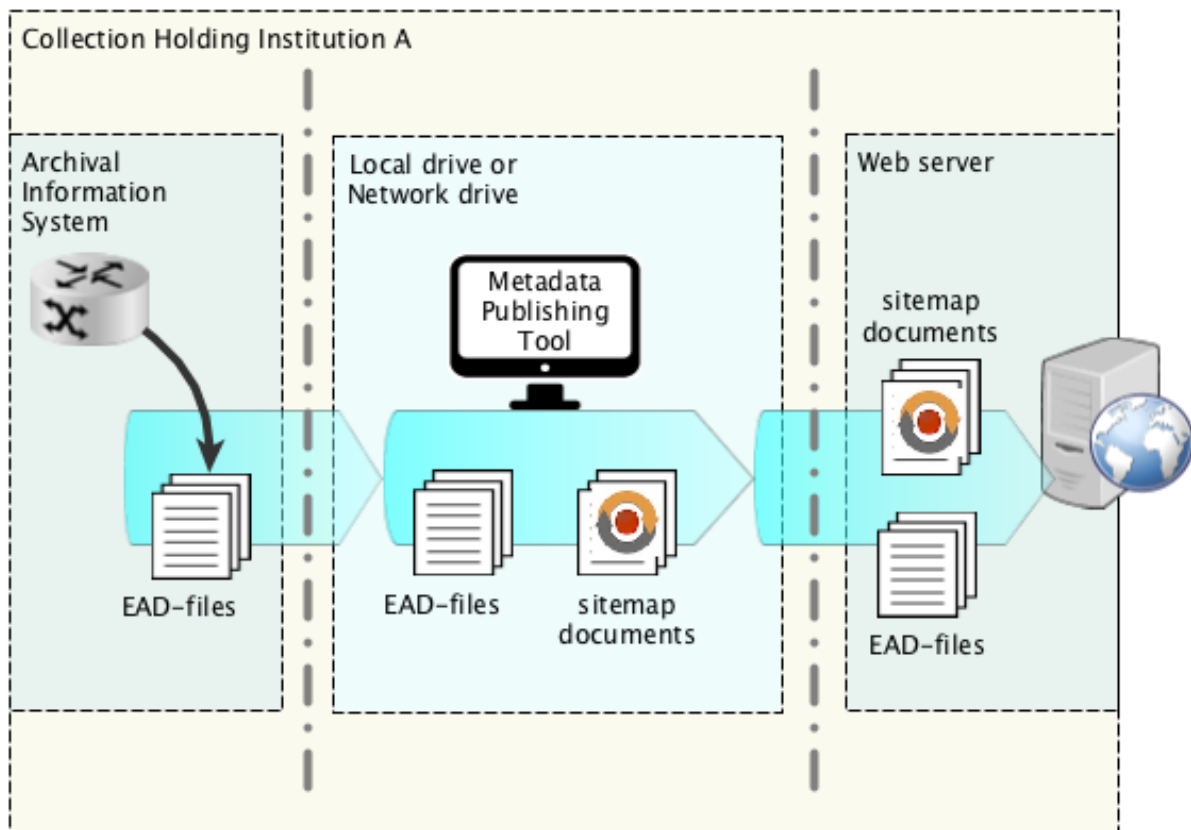 Collection Holding Institution A
Archival
Information
System
EAD-files
Local drive or
Network drive
Metadata
Publishing
Tool
EAD-files
sitemap
documents
Web server
sitemap
documents
EAD-files